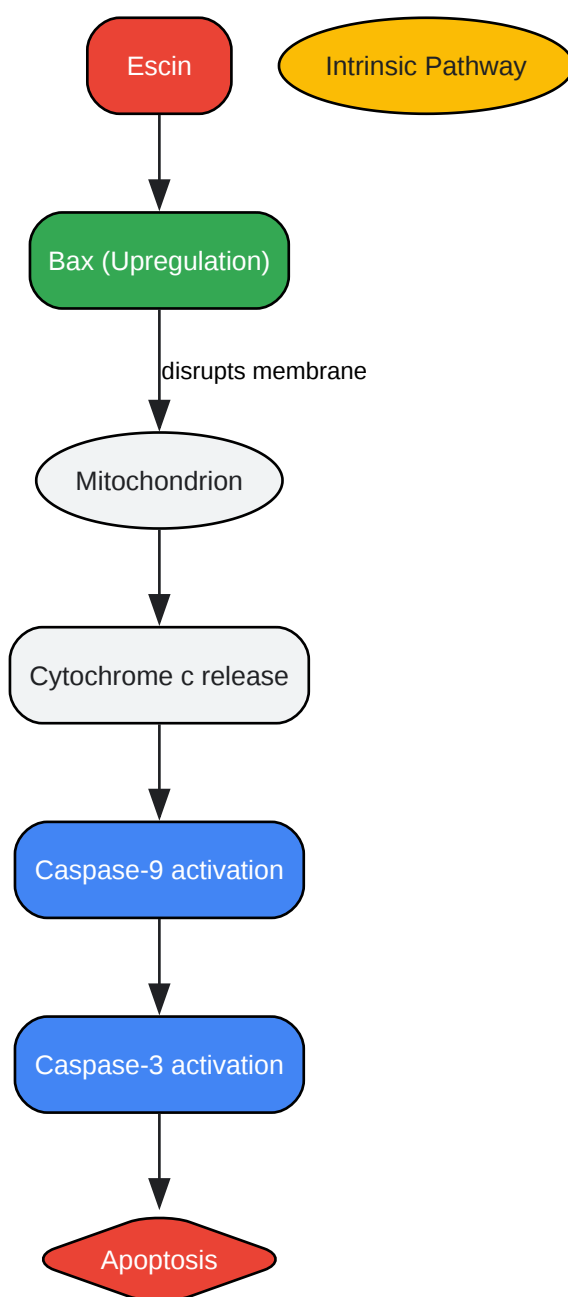 Escin
Intrinsic Pathway
Bax (Upregulation)
disrupts membrane
Mitochondrion
Cytochrome c release
Caspase-9 activation
Caspase-3 activation
Apoptosis